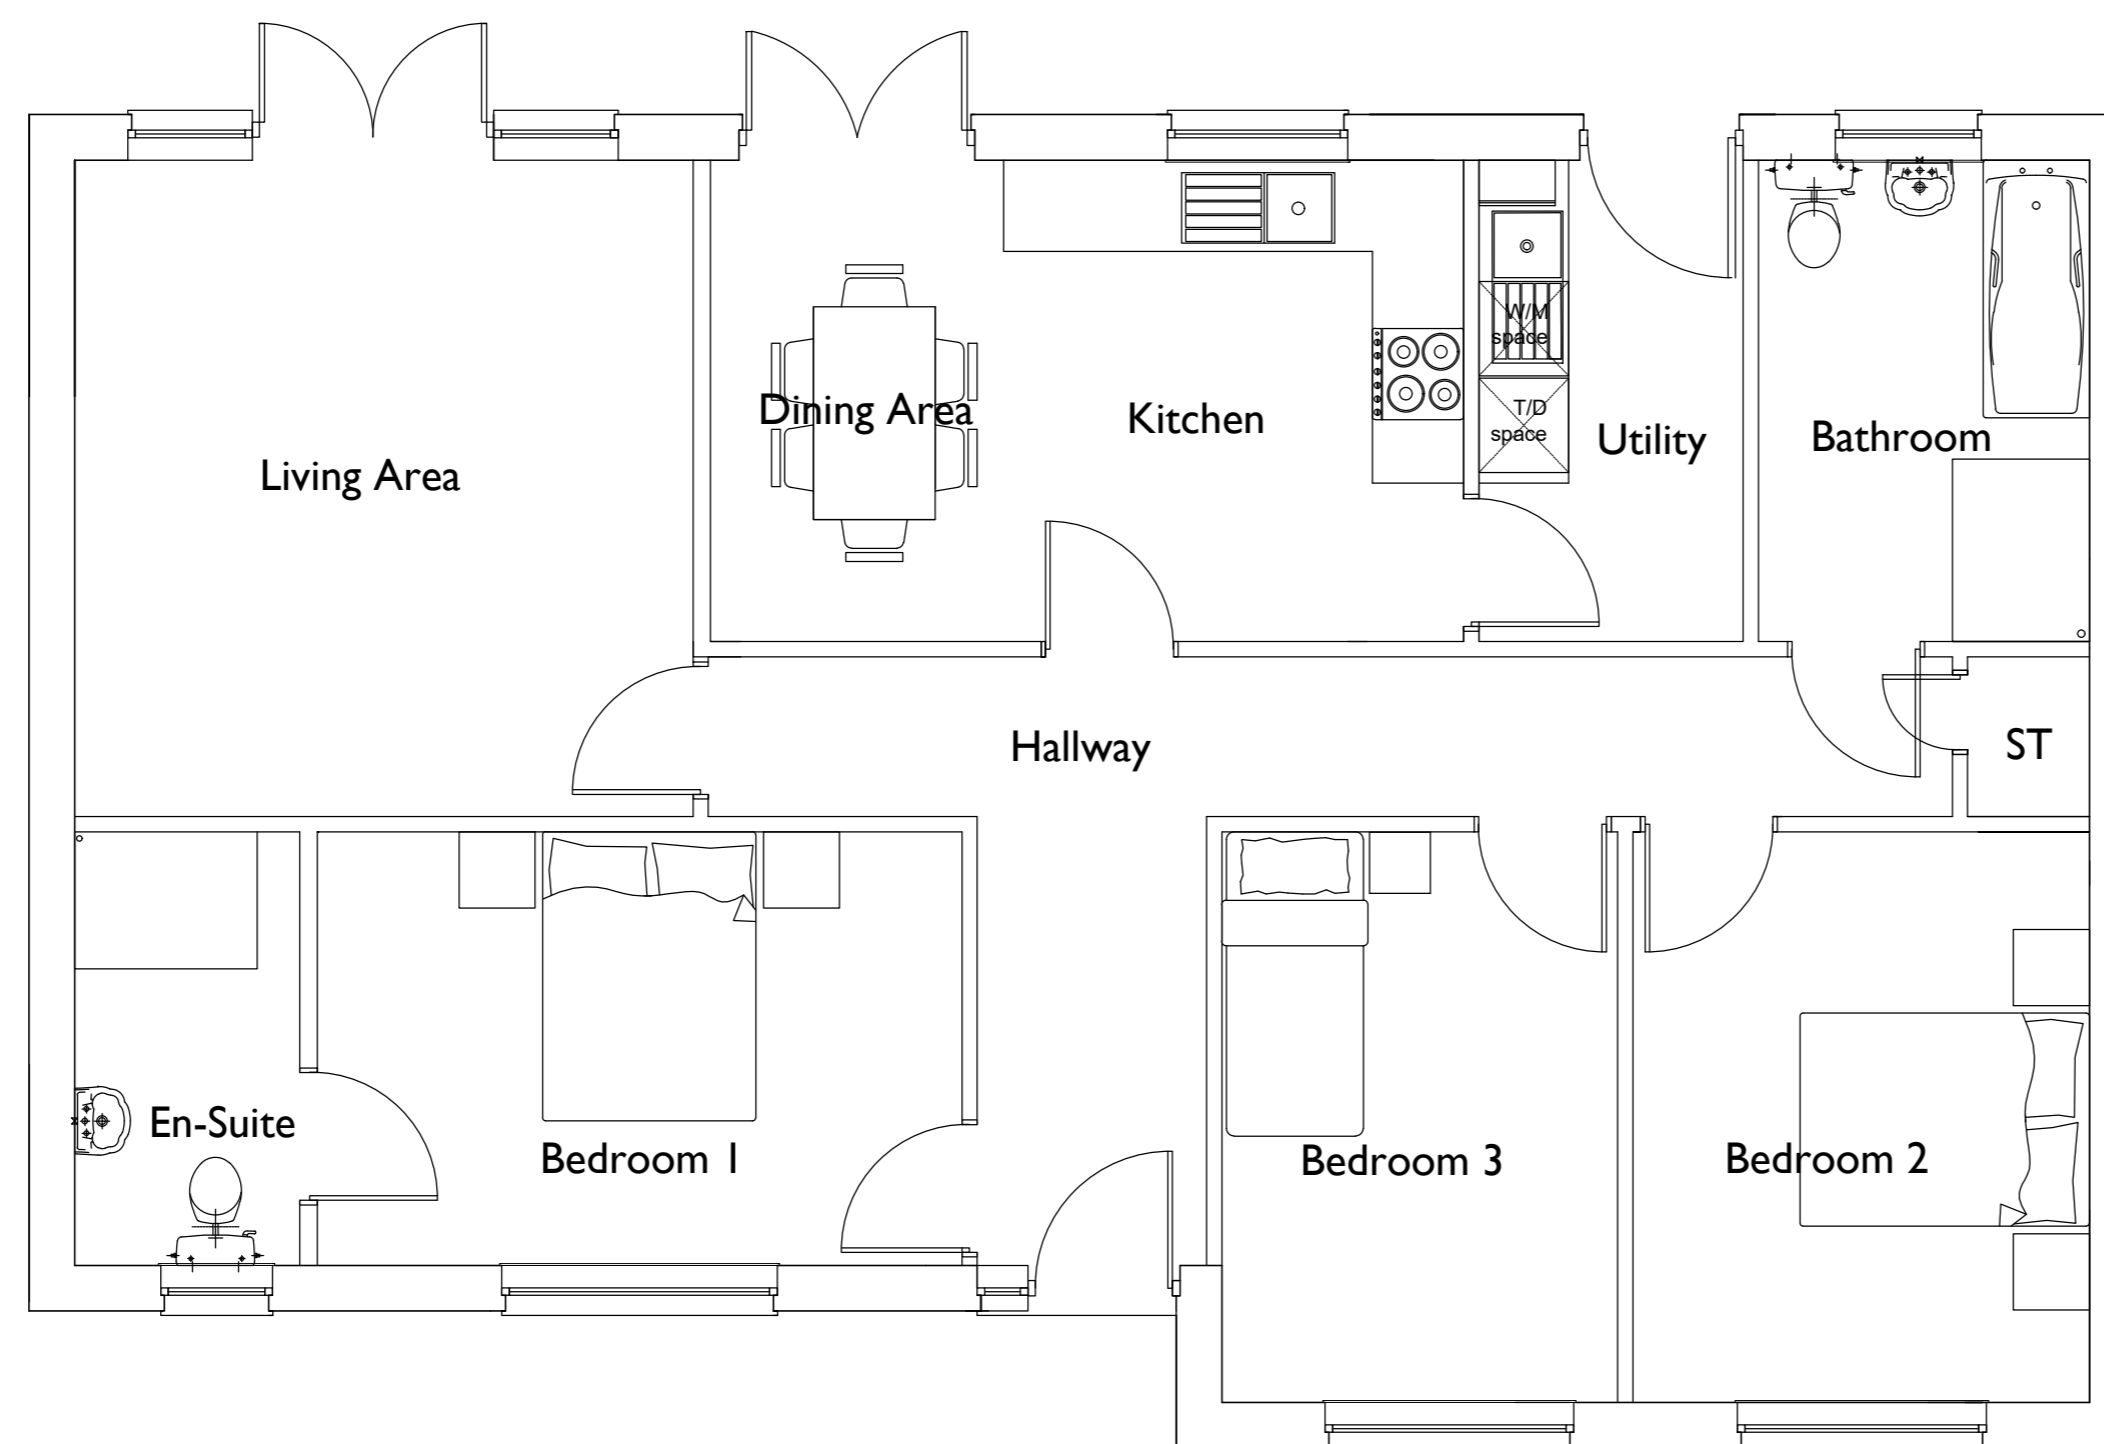 W/M
space
T/D
space
Dining Area
Kitchen
Utility
Bathroom
Living Area
Hallway
ST
En-Suite
Bedroom 1
Bedroom 3
Bedroom 2